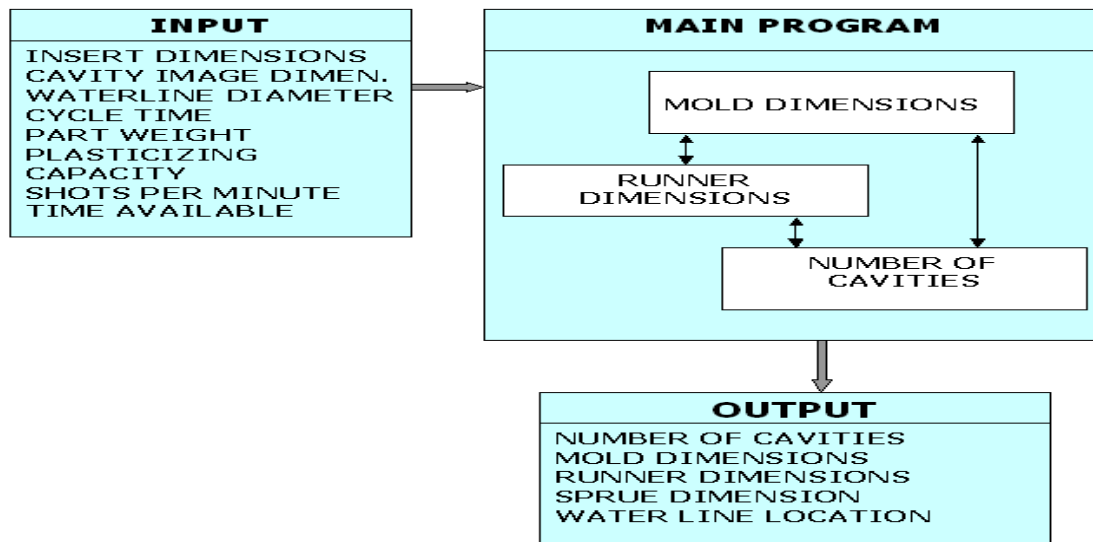 INPUT
INSERT DIMENSIONS
CAVITY IMAGE DIMEN.
WATERLINE DIAMETER
CYCLE TIME
PART WEIGHT
PLASTICIZING
CAPACITY
SHOTS PER MINUTE
TIME AVAILABLE
MAIN PROGRAM
MOLD DIMENSIONS
RUNNER
DIMENSIONS
NUMBER OF
CAVITIES
OUTPUT
NUMBER OF CAVITIES
MOLD DIMENSIONS
RUNNER DIMENSIONS
SPRUE DIMENSION
WATER LINE LOCATION